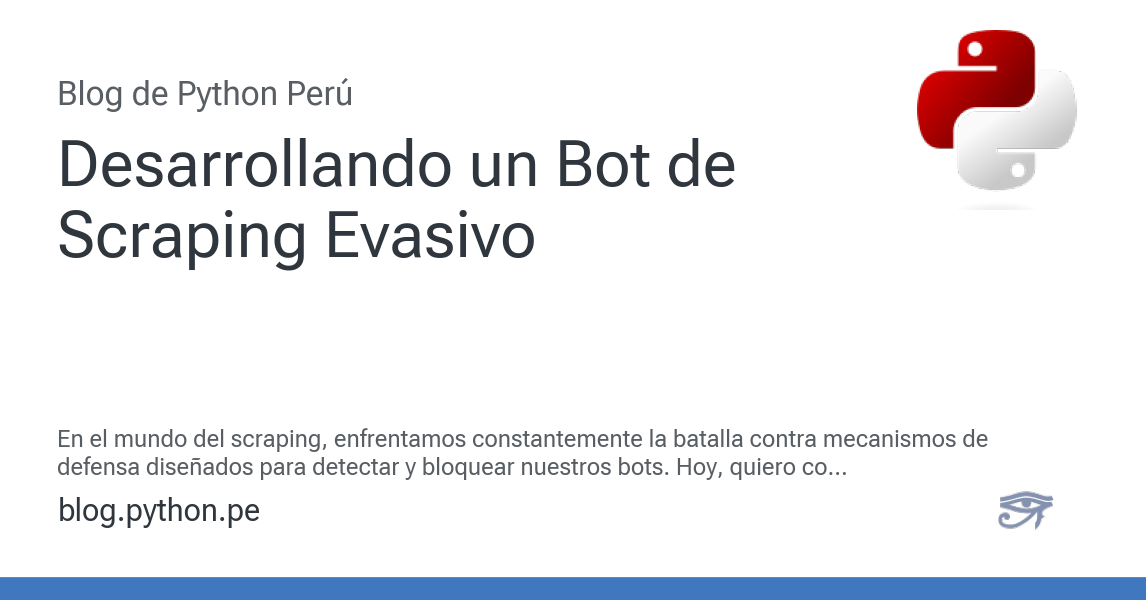 Blog de Python Perú
Desarrollando un Bot de
Scraping Evasivo
En el mundo del scraping, enfrentamos constantemente la batalla contra mecanismos de
defensa diseñados para detectar y bloquear nuestros bots. Hoy, quiero co...
blog.python.pe